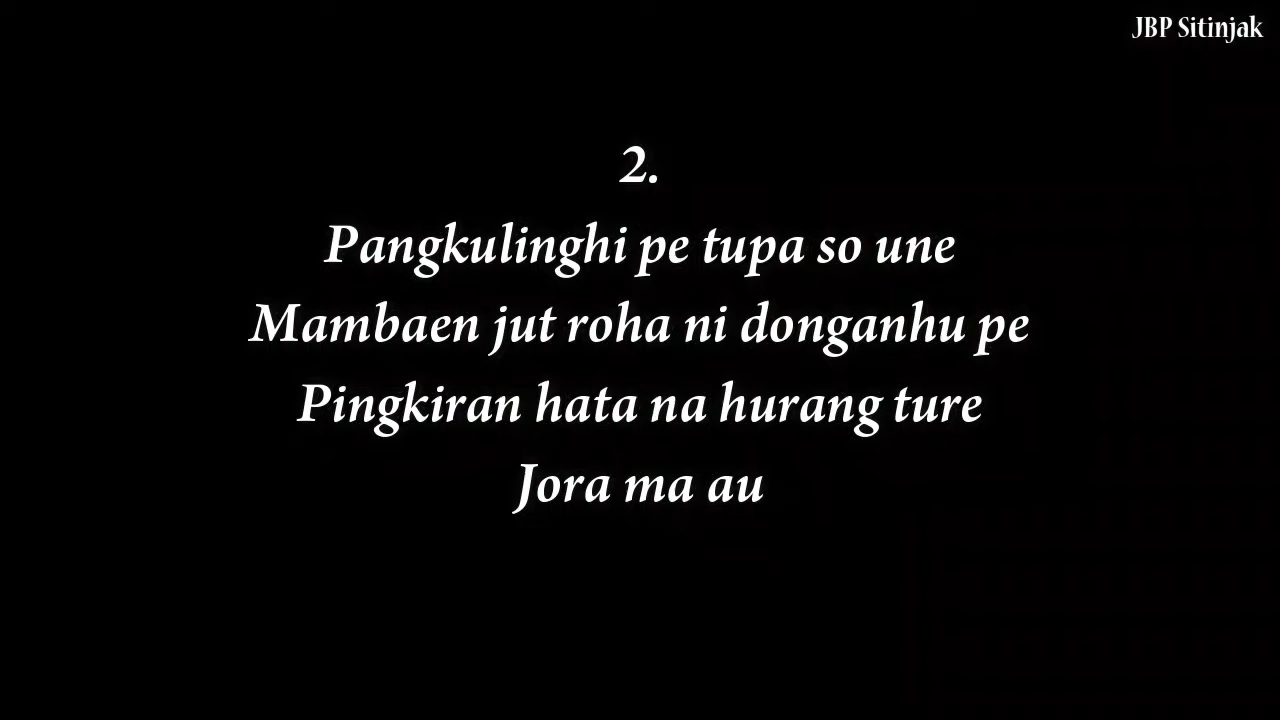 JBP Sitinjak
2.
Pangkulinghi pe tupa so une
Mambaen jut roha ni donganhu pe
Pingkiran hata na hurang ture
Jora ma au